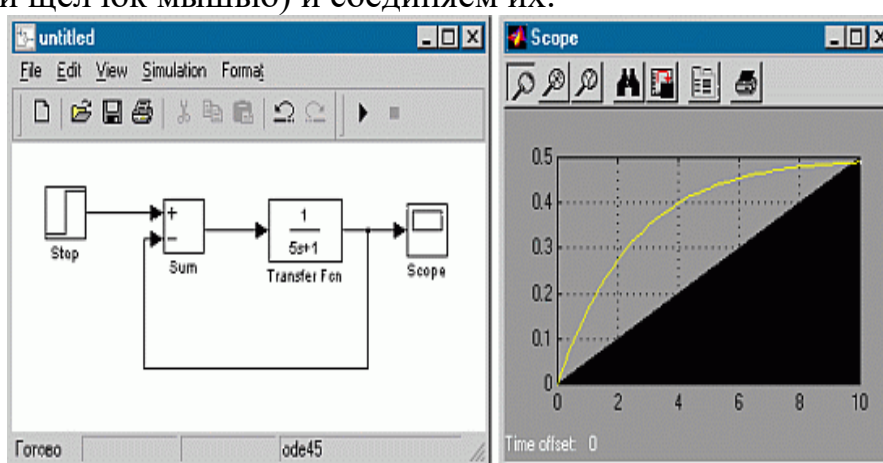 и щелчок мышью) и соединяем их.
untitled
File Edit View Simulation Format
+
−
1
5s+1
Step
Sum
Transfer Fcn
Scope
Готово
ode45
Scope
0.5
0.4
0.3
0.2
0.1
0
0 2 4 6 8 10
Time offset: 0